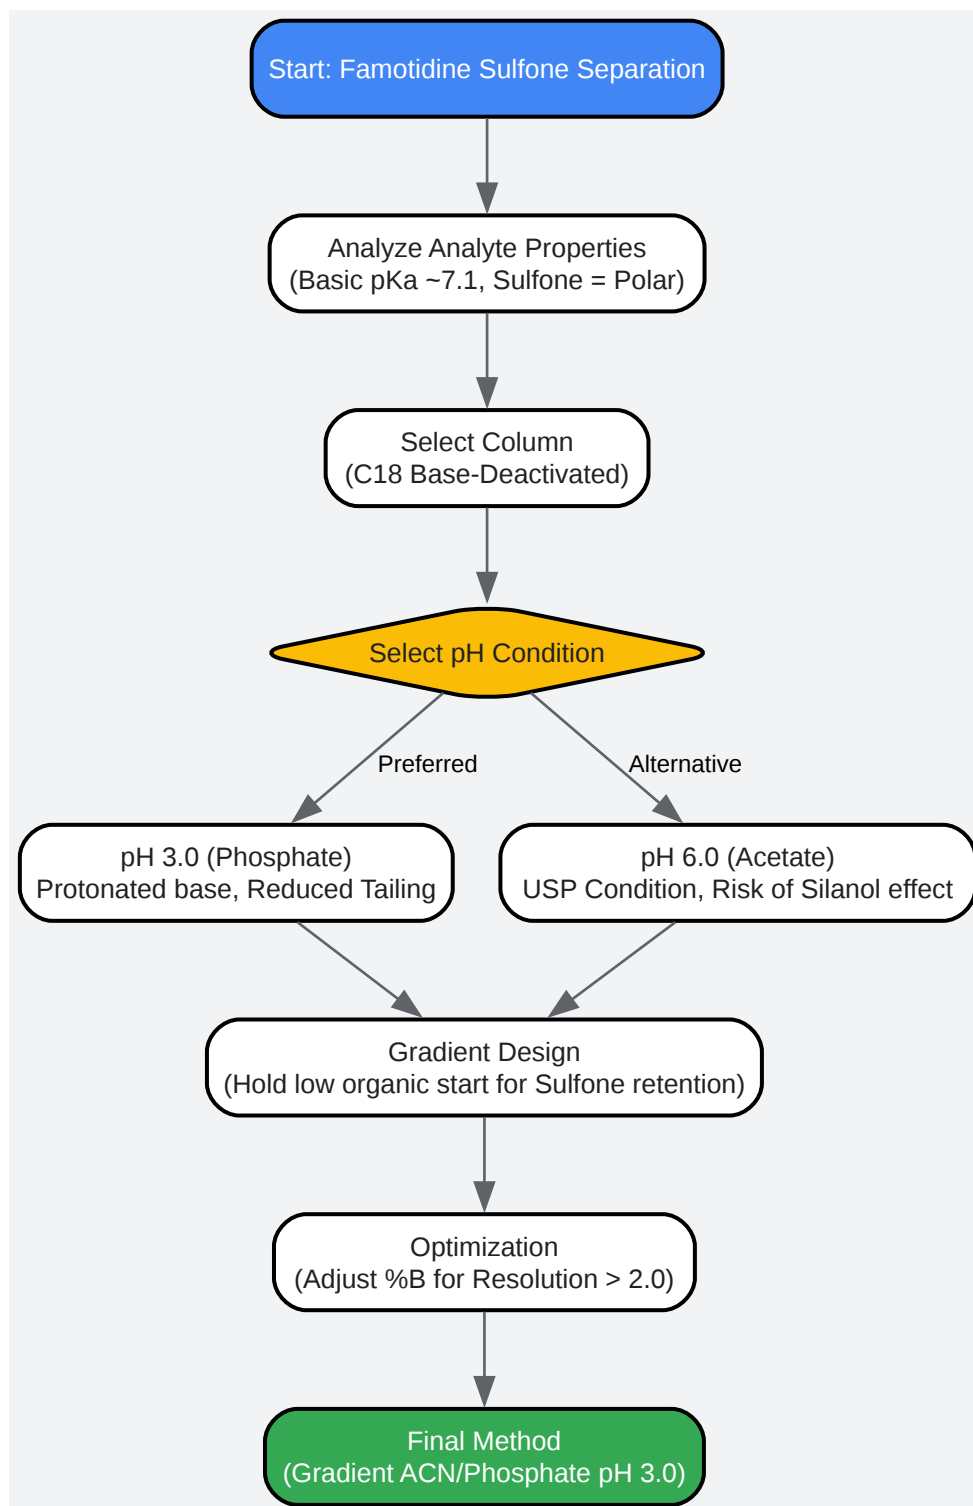 Start: Famotidine Sulfone Separation
Analyze Analyte Properties
(Basic pKa ~7.1, Sulfone = Polar)
Select Column
(C18 Base-Deactivated)
Select pH Condition
Preferred
Alternative
pH 3.0 (Phosphate)
Protonated base, Reduced Tailing
pH 6.0 (Acetate)
USP Condition, Risk of Silanol effect
Gradient Design
(Hold low organic start for Sulfone retention)
Optimization
(Adjust %B for Resolution > 2.0)
Final Method
(Gradient ACN/Phosphate pH 3.0)